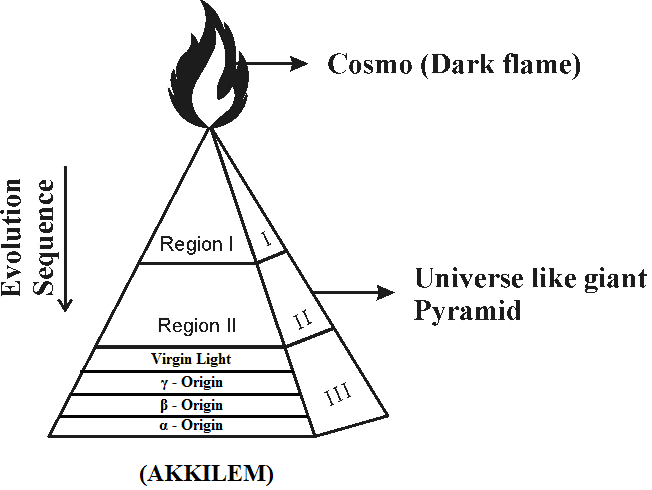 Cosmo (Dark flame)
Evolution
Sequence
Region I
I
Universe like giant
Pyramid
Region II
II
Virgin Light
γ - Origin
III
β - Origin
α - Origin
(AKKILEM)